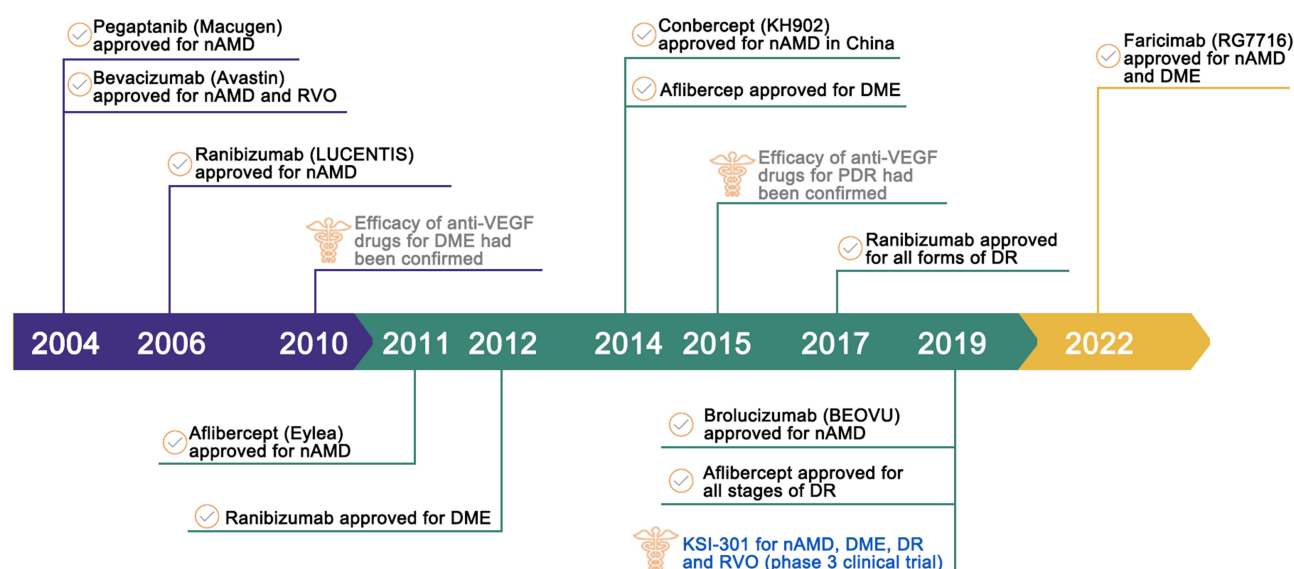 Pegaptanib (Macugen)
approved for nAMD
Bevacizumab (Avastin)
approved for nAMD and RVO
Ranibizumab (LUCENTIS)
approved for nAMD
Efficacy of anti-VEGF
drugs for DME had
been confirmed
Conbercept (KH902)
approved for nAMD in China
Aflibercep approved for DME
Efficacy of anti-VEGF
drugs for PDR had
been confirmed
Ranibizumab approved
for all forms of DR
Faricimab (RG7716)
approved for nAMD
and DME
2004 2006 2010 2011 2012 2014 2015 2017 2019 2022
Aflibercept (Eylea)
approved for nAMD
Ranibizumab approved for DME
Brolucizumab (BEOVU)
approved for nAMD
Aflibercept approved for
all stages of DR
KSI-301 for nAMD, DME, DR
and RVO (phase 3 clinical trial)